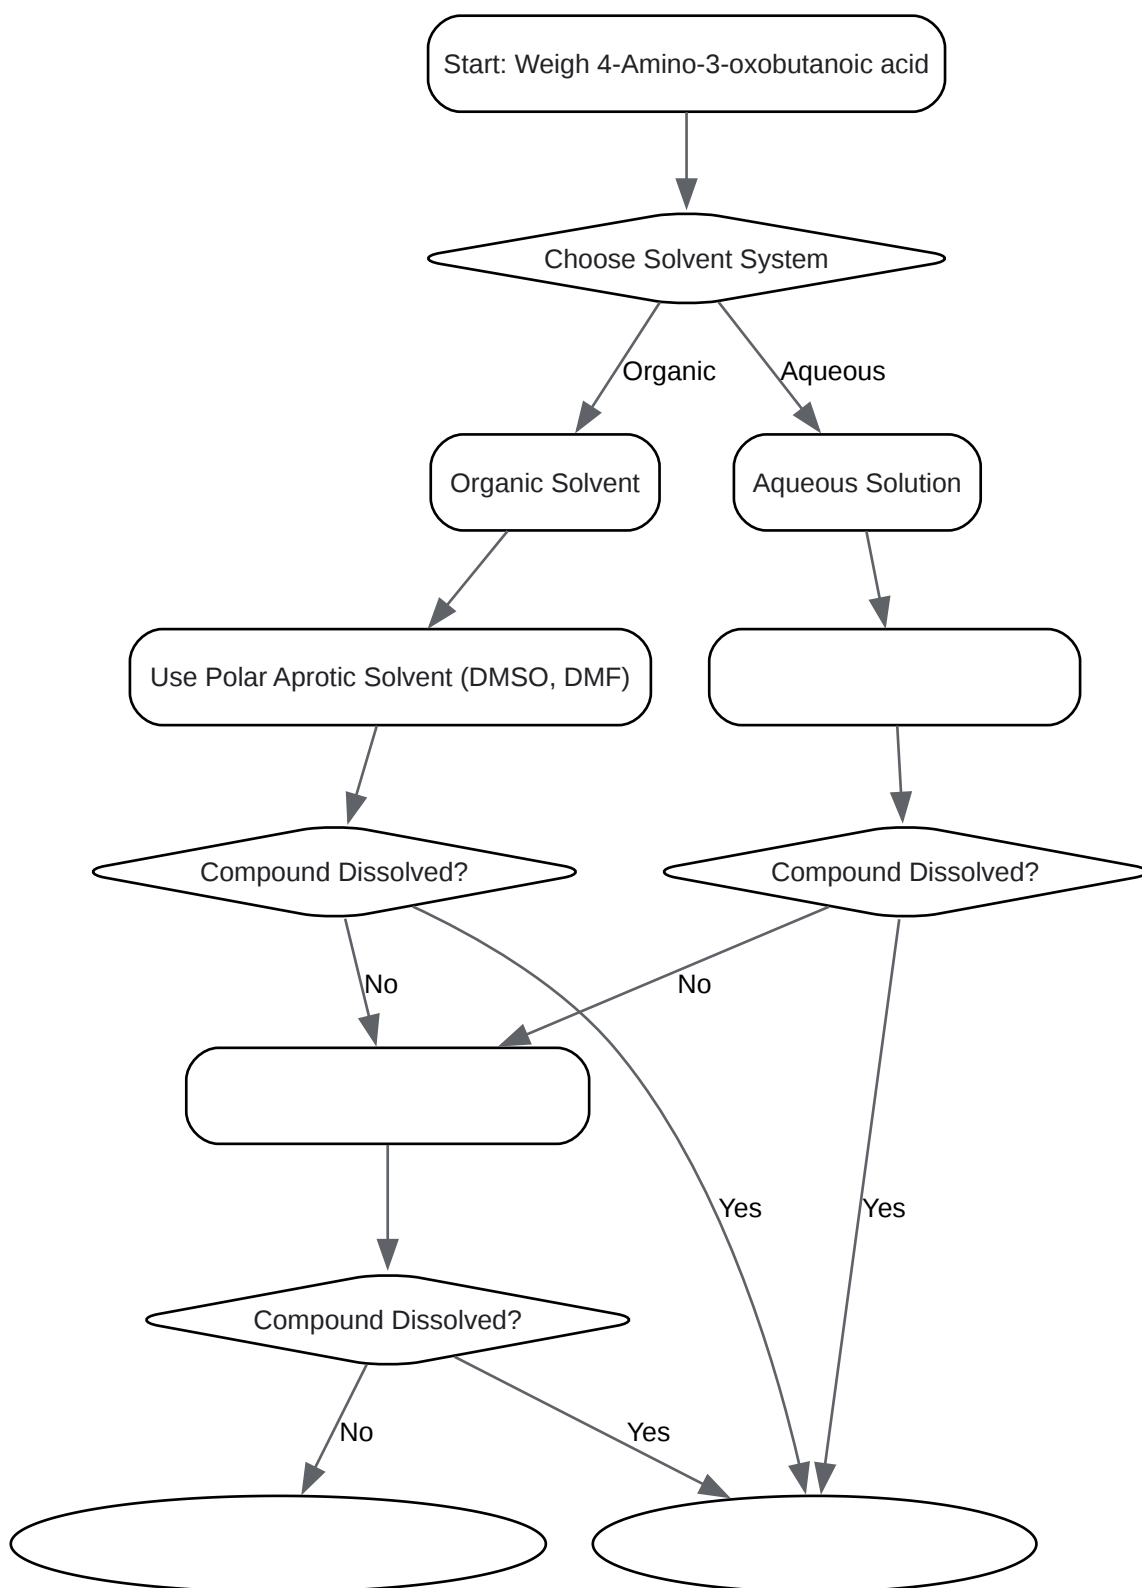 Start: Weigh 4-Amino-3-oxobutanoic acid
Choose Solvent System
Organic
Aqueous
Organic Solvent
Aqueous Solution
Use Polar Aprotic Solvent (DMSO, DMF)
Compound Dissolved?
Compound Dissolved?
No
No
Yes
Yes
Compound Dissolved?
No
Yes